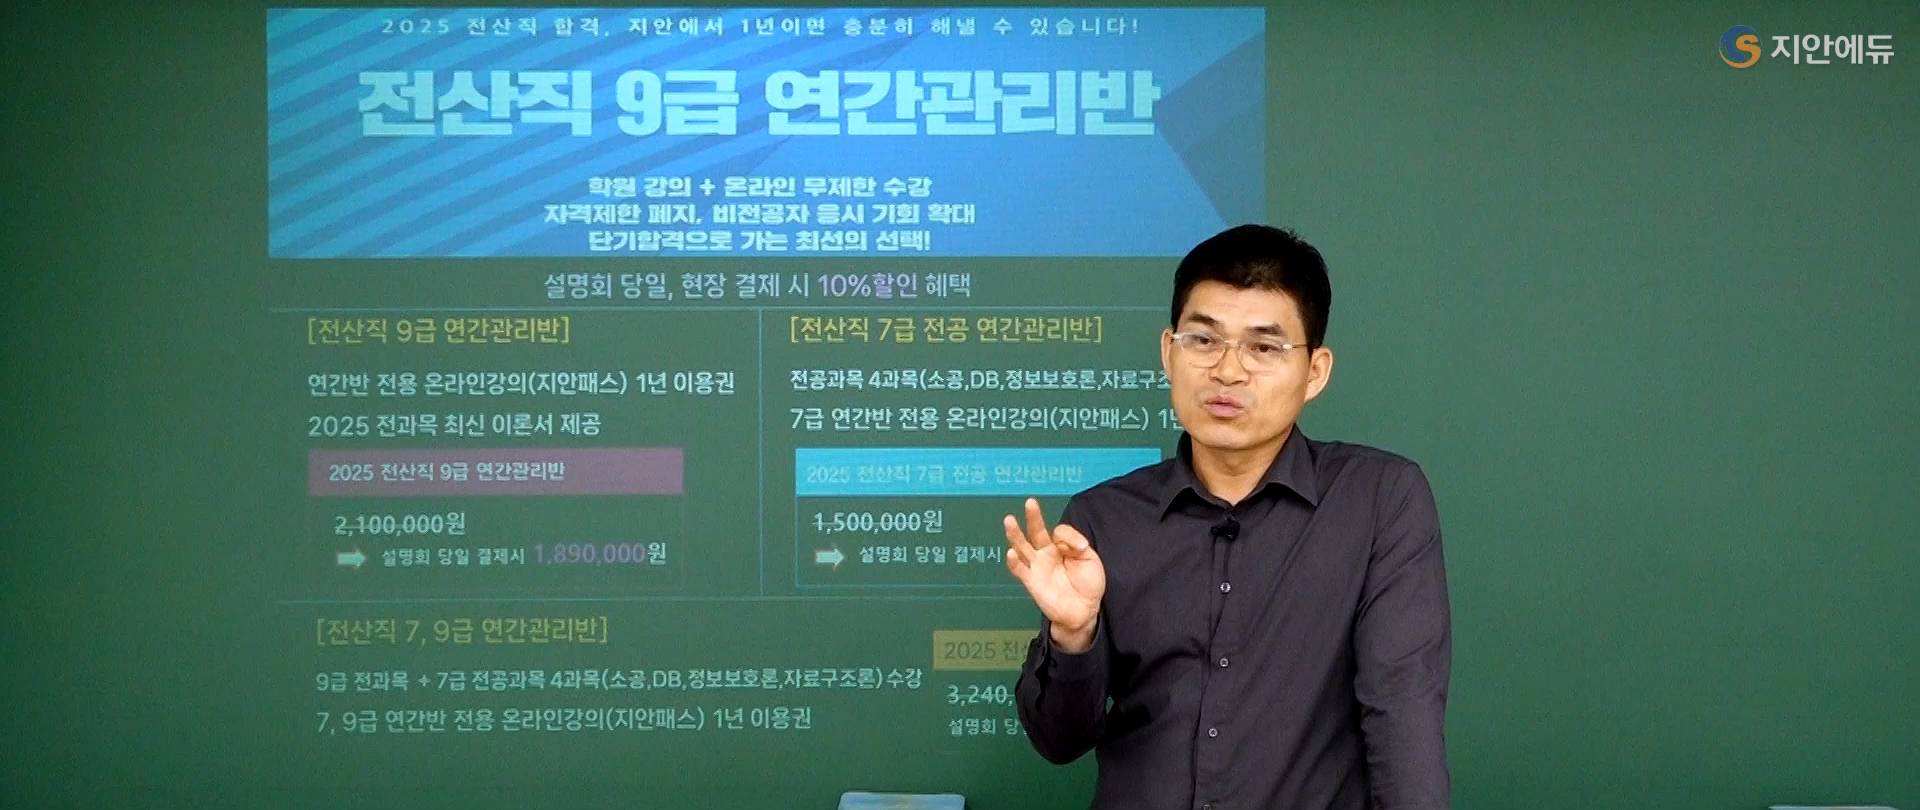 2025 전산직 합격, 지안에서 1년이면 충분히 해낼 수 있습니다!
지안에듀
전산직 9급 연간관리반
학원 강의 + 온라인 무제한 수강
자격제한 폐지, 비전공자 응시 기회 확대
단기합격으로 가는 최선의 선택!
설명회 당일, 현장 결제 시 10%할인 혜택
[전산직 9급 연간관리반]
연간반 전용 온라인강의(지안패스) 1년 이용권
2025 전과목 최신 이론서 제공
2025 전산직 9급 연간관리반
2,100,000원
설명회 당일 결제시 1,890,000원
[전산직 7급 전공 연간관리반]
전공과목 4과목(소공,DB,정보보호론,자료구조
7급 연간반 전용 온라인강의(지안패스) 1년
2025 전산직 7급 전공 연간관리반
1,500,000원
설명회 당일 결제시
[전산직 7, 9급 연간관리반]
9급 전과목 + 7급 전공과목 4과목(소공,DB,정보보호론,자료구조론) 수강
7, 9급 연간반 전용 온라인강의(지안패스) 1년 이용권
2025 전산
3,240,
설명회 당